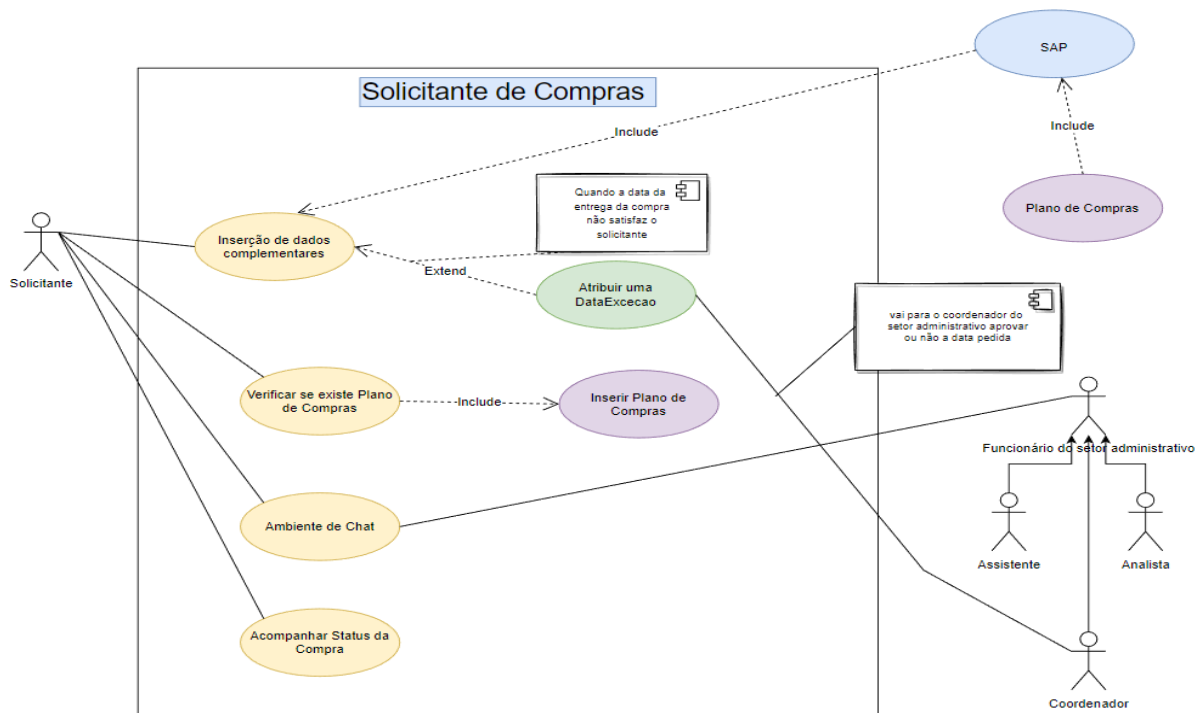 SAP
Solicitante de Compras
Include
Include
Quando a data da
entrega da compra
não satisfaz o
solicitante
Plano de Compras
Inserção de dados
complementares
Solicitante
Extend
Atribuir uma
DataExcecao
vai para o coordenador do
setor administrativo aprovar
ou não a data pedida
Verificar se existe Plano
de Compras
Include
Inserir Plano de
Compras
Funcionário do setor administrativo
Ambiente de Chat
Assistente
Analista
Acompanhar Status da
Compra
Coordenador